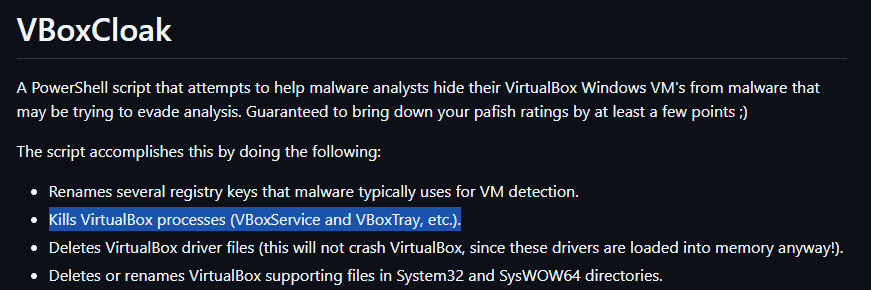 VBoxCloak
A PowerShell script that attempts to help malware analysts hide their VirtualBox Windows VM's from malware that
may be trying to evade analysis. Guaranteed to bring down your pafish ratings by at least a few points ;)
The script accomplishes this by doing the following:
• Renames several registry keys that malware typically uses for VM detection.
• Kills VirtualBox processes (VBoxService and VBoxTray, etc.).
• Deletes VirtualBox driver files (this will not crash VirtualBox, since these drivers are loaded into memory anyway!).
• Deletes or renames VirtualBox supporting files in System32 and SysWOW64 directories.